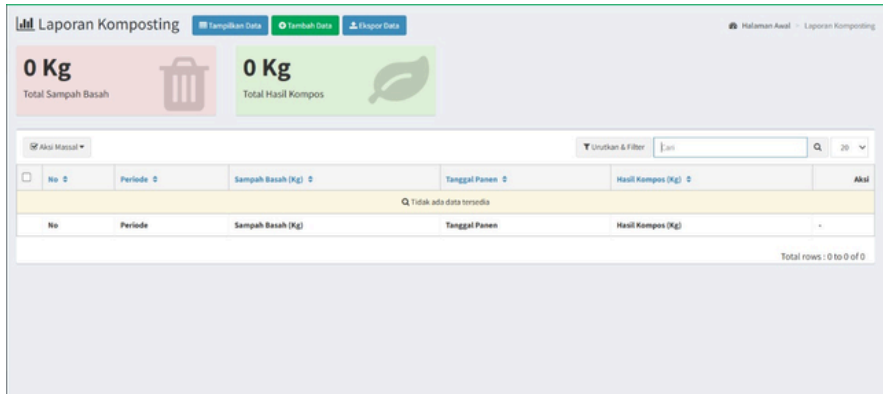 Laporan Komposting Tampilkan Data Tambah Data Ekspor Data Halaman Awal Laporan Komposting
0 Kg
Total Sampah Basah
0 Kg
Total Hasil Kompos
Aksi Massal Urutkan & Filter Cari 20
No Periode Sampah Basah (Kg) Tanggal Panen Hasil Kompos (Kg) Aksi
Tidak ada data tersedia
No Periode Sampah Basah (Kg) Tanggal Panen Hasil Kompos (Kg) -
Total rows : 0 to 0 of 0